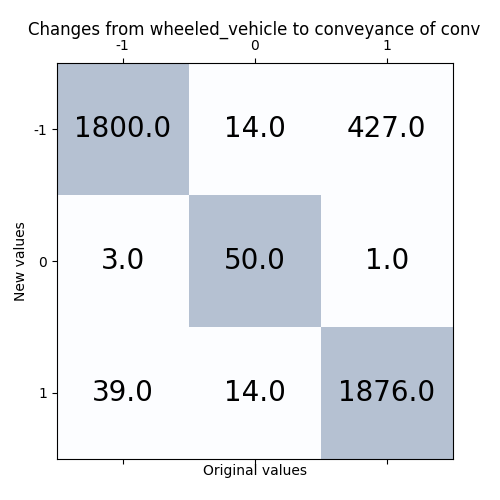 Changes from wheeled_vehicle to conveyance of conv
-1 0 1
-1 1800.0 14.0 427.0
0 3.0 50.0 1.0
1 39.0 14.0 1876.0
New values
Original values